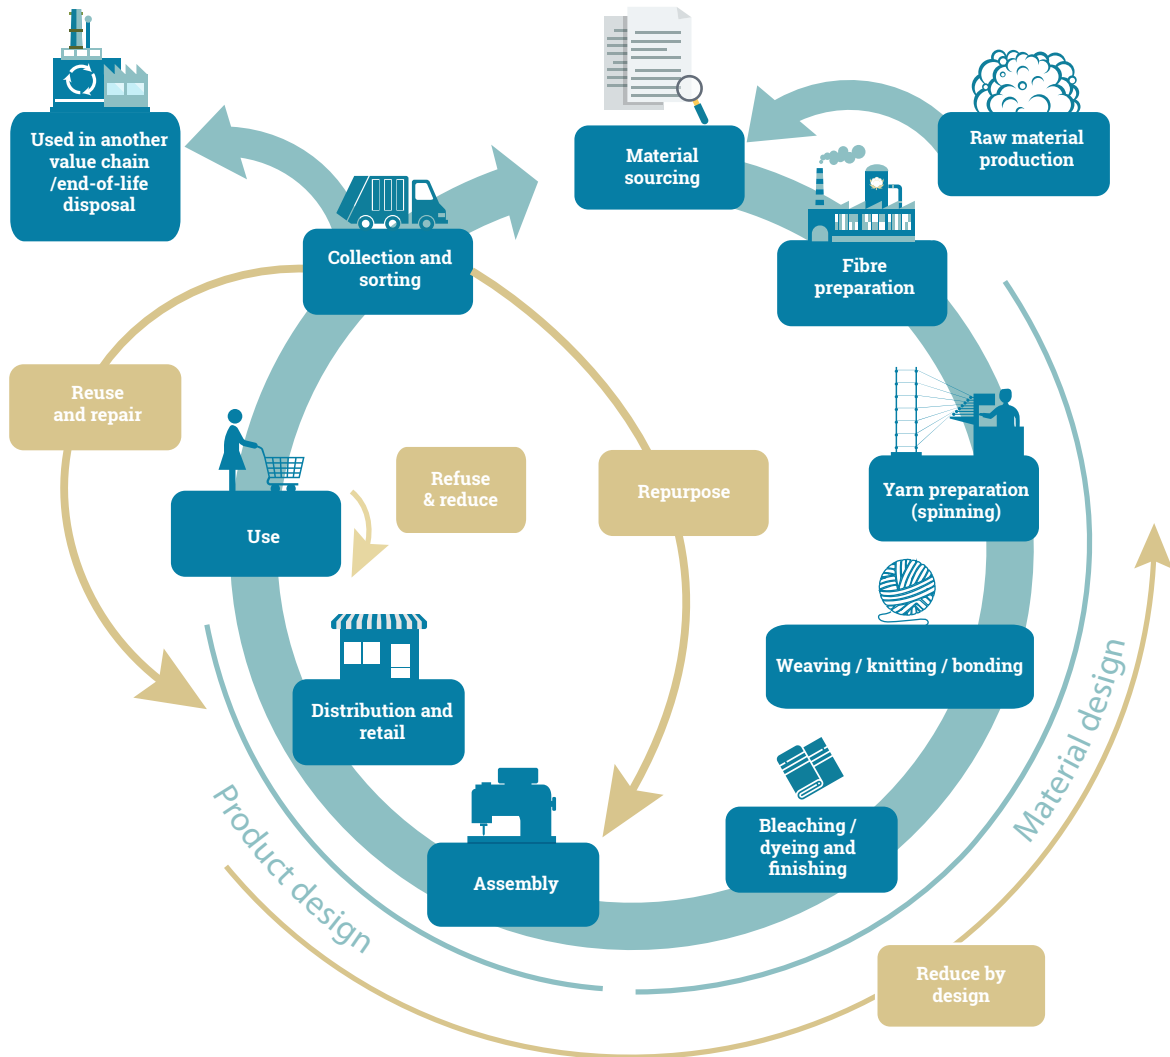 Used in another
value chain
/end-of-life
disposal
Material
sourcing
Raw material
production
Collection and
sorting
Fibre
preparation
Reuse
and repair
Refuse
& reduce
Repurpose
Yarn preparation
(spinning)
Use
Weaving / knitting / bonding
Distribution and
retail
Bleaching /
dyeing and
finishing
Assembly
Product design
Material design
Reduce by
design